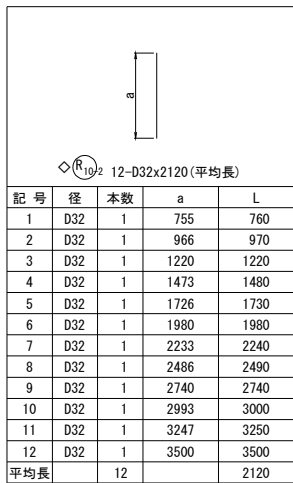 a
◇ R10-2 12-D32x2120(平均長)
記 号 径 本数 a L
1 D32 1 755 760
2 D32 1 966 970
3 D32 1 1220 1220
4 D32 1 1473 1480
5 D32 1 1726 1730
6 D32 1 1980 1980
7 D32 1 2233 2240
8 D32 1 2486 2490
9 D32 1 2740 2740
10 D32 1 2993 3000
11 D32 1 3247 3250
12 D32 1 3500 3500
平均長 12 2120